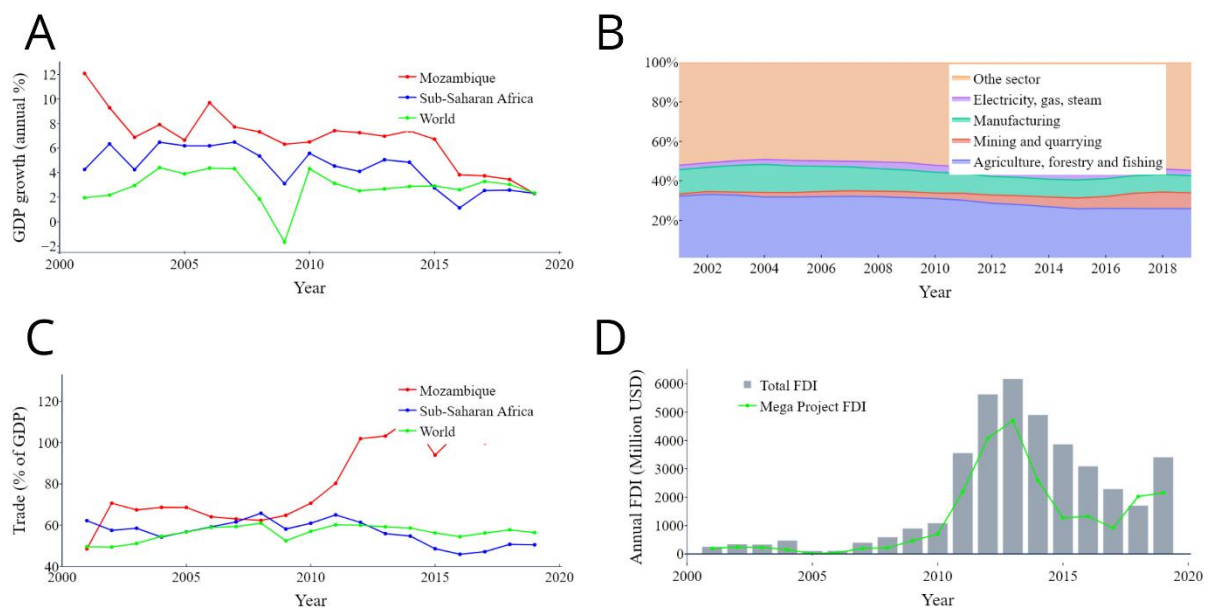 A
GDP growth (annual %)
12
10
8
6
4
2
0
−2
2000
2005
2010
2015
2020
Year
Mozambique
Sub-Saharan Africa
World
B
100%
80%
60%
40%
20%
2002
2004
2006
2008
2010
2012
2014
2016
2018
Year
Othe sector
Electricity, gas, steam
Manufacturing
Mining and quarrying
Agriculture, forestry and fishing
C
Trade (% of GDP)
120
100
80
60
40
2000
2005
2010
2015
2020
Year
Mozambique
Sub-Saharan Africa
World
D
Annual FDI (Million USD)
6000
5000
4000
3000
2000
1000
0
2000
2005
2010
2015
2020
Year
Total FDI
Mega Project FDI